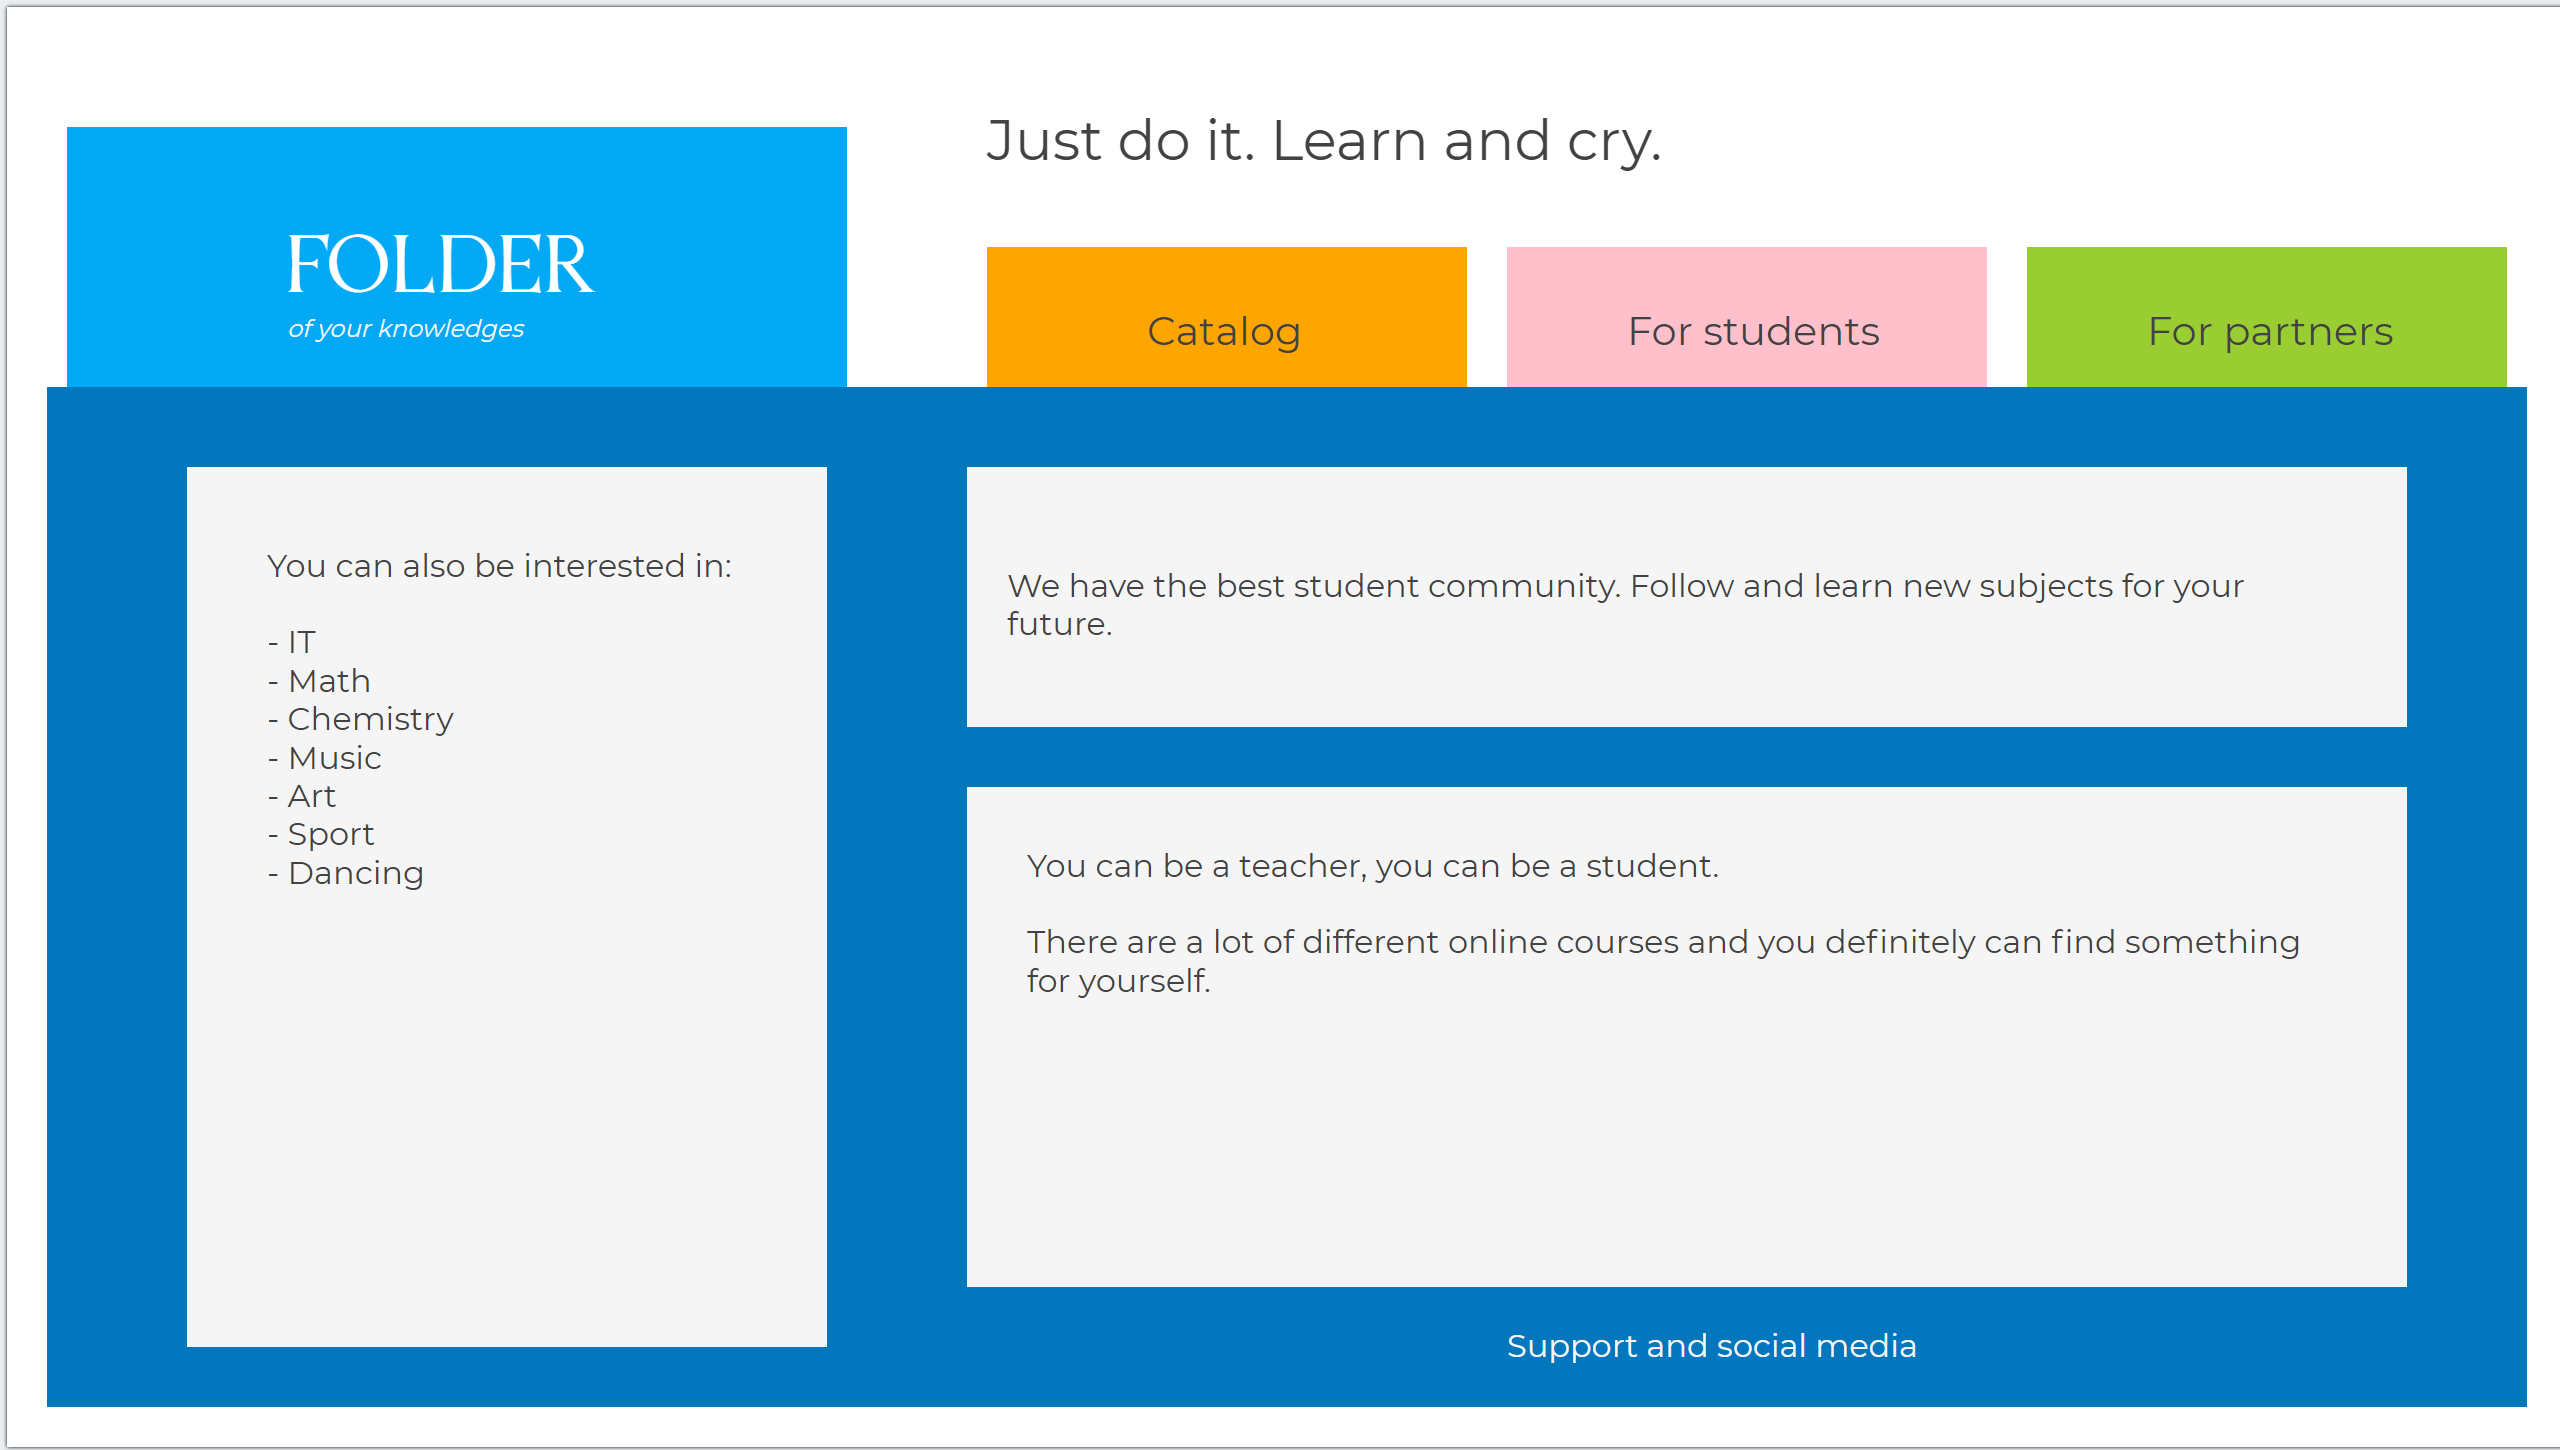 Just do it. Learn and cry.
FOLDER
of your knowledges
Catalog
For students
For partners
You can also be interested in:
- IT
- Math
- Chemistry
- Music
- Art
- Sport
- Dancing
We have the best student community. Follow and learn new subjects for your
future.
You can be a teacher, you can be a student.
There are a lot of different online courses and you definitely can find something
for yourself.
Support and social media